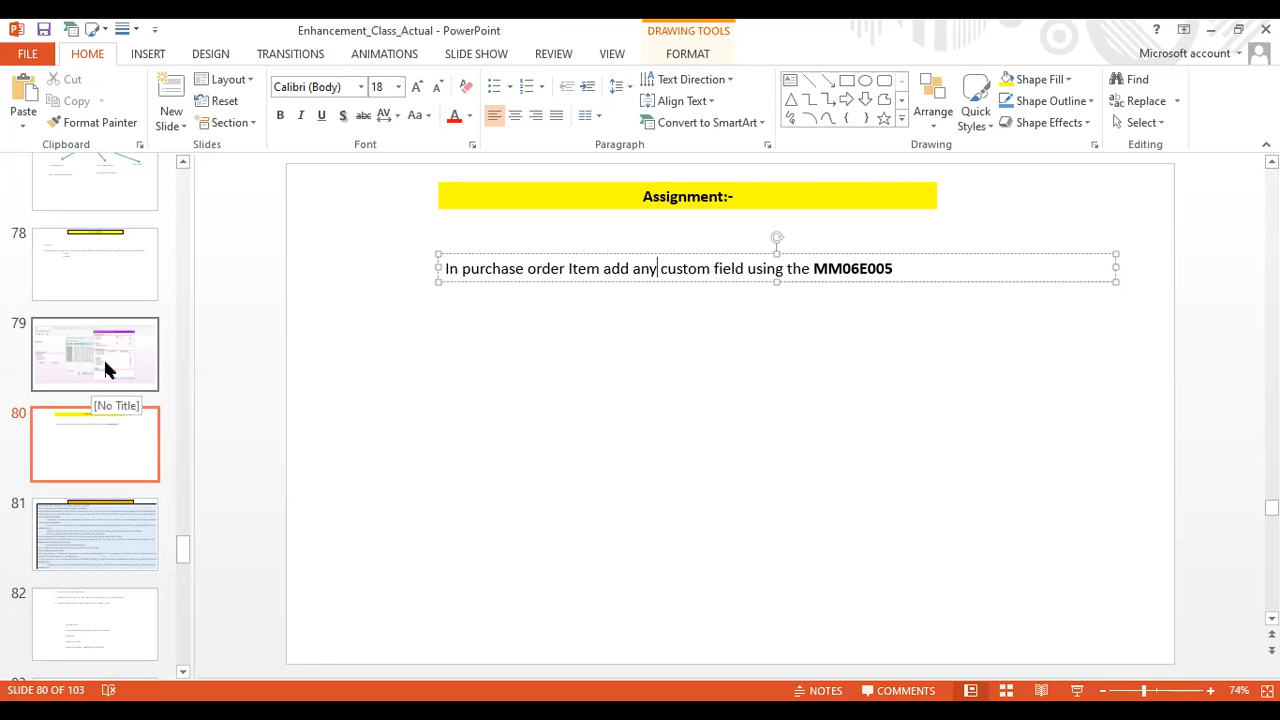 Enhancement_Class_Actual - PowerPoint
DRAWING TOOLS
FILE
HOME
INSERT
DESIGN
TRANSITIONS
ANIMATIONS
SLIDE SHOW
REVIEW
VIEW
FORMAT
Microsoft account
Paste
Cut
Copy
Format Painter
Clipboard
New Slide
Layout
Reset
Section
Slides
Calibri (Body)
18
Font
Text Direction
Align Text
Convert to SmartArt
Paragraph
Arrange
Quick Styles
Shape Fill
Shape Outline
Shape Effects
Drawing
Find
Replace
Select
Editing
78
79
[No Title]
80
81
82
Assignment:-
In purchase order Item add any custom field using the MM06E005
SLIDE 80 OF 103
NOTES
COMMENTS
74%